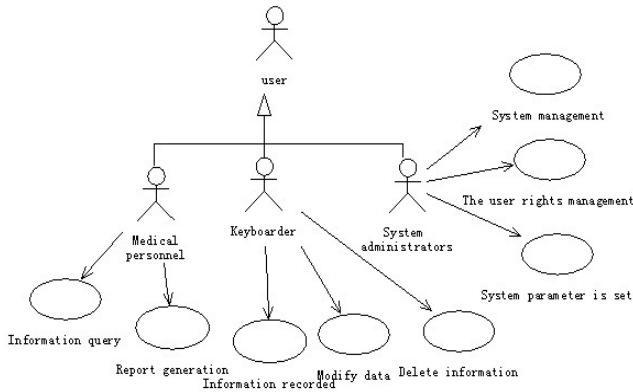 user
System management
The user rights management
Medical
personnel
Keyboarder
System
administrators
System parameter is set
Information query
Report generation
Information recorded
Modify data
Delete information